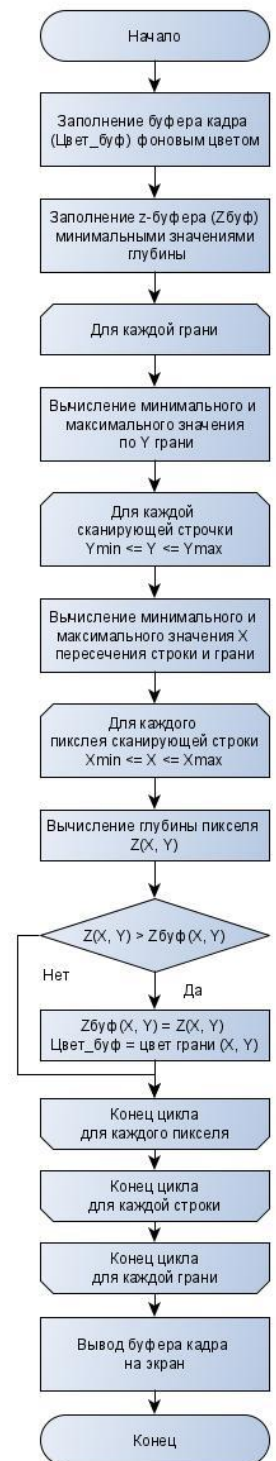 Начало
Заполнение буфера кадра
(Цвет_буф) фоновым цветом
Заполнение z-буфера (Zбуф)
минимальными значениями
глубины
Для каждой грани
Вычисление минимального и
максимального значения
по Y грани
Для каждой
сканирующей строчки
Ymin <= Y <= Ymax
Вычисление минимального и
максимального значения X
пересечения строки и грани
Для каждого
пикслея сканирующей строки
Xmin <= X <= Xmax
Вычисление глубины пикселя
Z(X, Y)
Z(X, Y) > Zбуф(X, Y)
Нет
Да
Zбуф(X, Y) = Z(X, Y)
Цвет_буф = цвет грани (X, Y)
Конец цикла
для каждого пикселя
Конец цикла
для каждой строки
Конец цикла
для каждой грани
Вывод буфера кадра
на экран
Конец